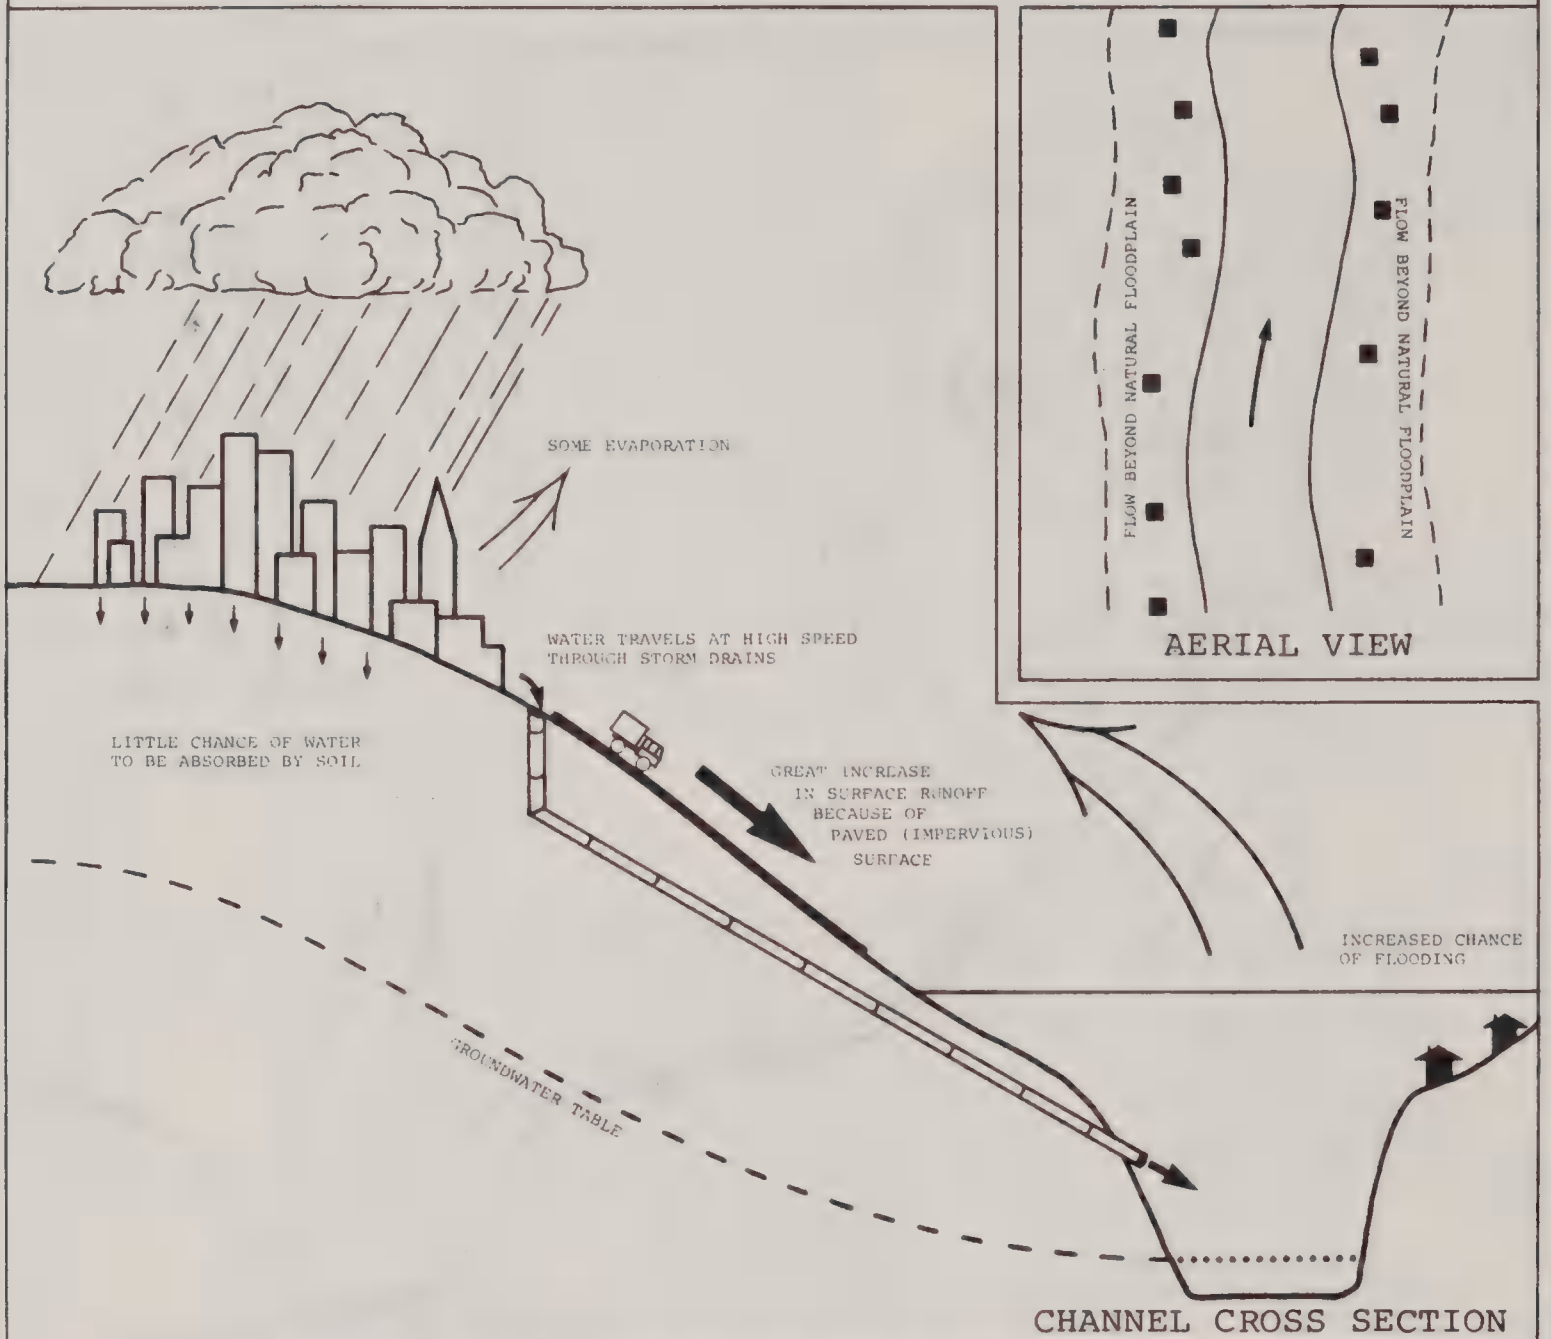 SOME EVAPORATION
WATER TRAVELS AT HIGH SPEED
THROUGH STORM DRAINS
LITTLE CHANCE OF WATER
TO BE ABSORBED BY SOIL
GREAT INCREASE
IN SURFACE RUNOFF
BECAUSE OF
PAVED (IMPERVIOUS)
SURFACE
GROUNDWATER TABLE
FLOW BEYOND NATURAL FLOODPLAIN
FLOW BEYOND NATURAL FLOODPLAIN
AERIAL VIEW
INCREASED CHANCE
OF FLOODING
CHANNEL CROSS SECTION